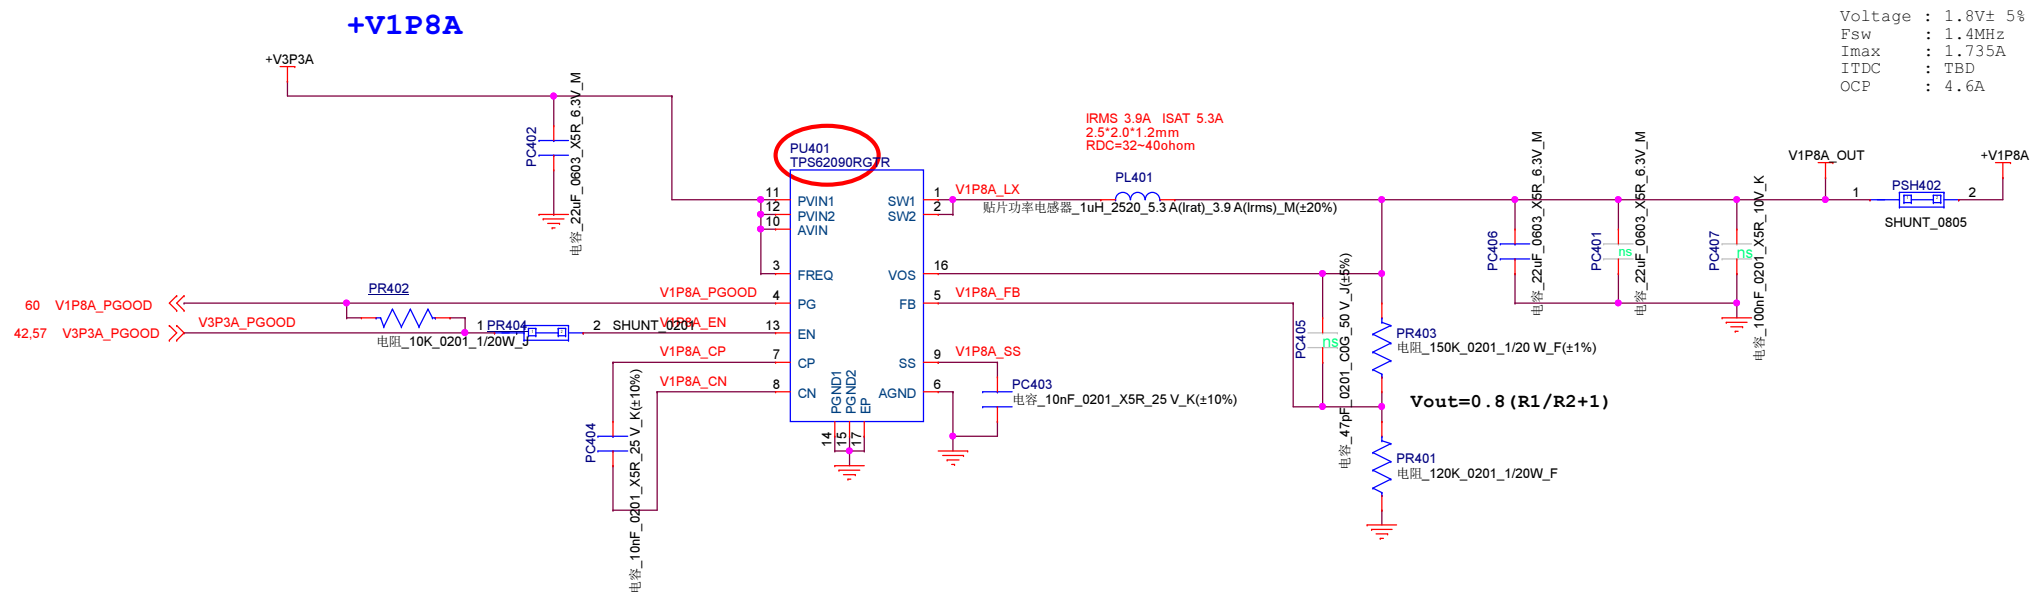 +V1P8A
Voltage : 1.8V± 5%
Fsw : 1.4MHz
Imax : 1.735A
ITDC : TBD
OCP : 4.6A
+V3P3A
PC402
电容_22uF_0603_X5R_6.3V_M
PU401
TPS62090RGTR
IRMS 3.9A ISAT 5.3A
2.5*2.0*1.2mm
RDC=32~40ohom
PL401
贴片功率电感器_1uH_2520_5.3 A(Irat)_3.9 A(Irms)_M(±20%)
V1P8A_LX
11 PVIN1
12 PVIN2
10 AVIN
3 FREQ
4 PG
13 EN
7 CP
8 CN
SW1 1
SW2 2
VOS 16
FB 5
SS 9
AGND 6
PGND1 14
PGND2 15
EP 17
60 V1P8A_PGOOD
42,57 V3P3A_PGOOD
V3P3A_PGOOD
PR402
电阻_10K_0201_1/20W_J
PR404
1 2
SHUNT_0201
V1P8A_PGOOD
V1P8A_EN
V1P8A_CP
V1P8A_CN
PC404
电容_10nF_0201_X5R_25 V_K(±10%)
V1P8A_FB
V1P8A_SS
PC403
电容_10nF_0201_X5R_25 V_K(±10%)
PC405
ns
电容_47pF_0201_C0G_50 V_J(±5%)
PR403
电阻_150K_0201_1/20 W_F(±1%)
Vout=0.8(R1/R2+1)
PR401
电阻_120K_0201_1/20W_F
PC406
电容_22uF_0603_X5R_6.3V_M
PC401
ns
电容_22uF_0603_X5R_6.3V_M
PC407
ns
电容_100nF_0201_X5R_10V_K
V1P8A_OUT
+V1P8A
1 PSH402 2
SHUNT_0805